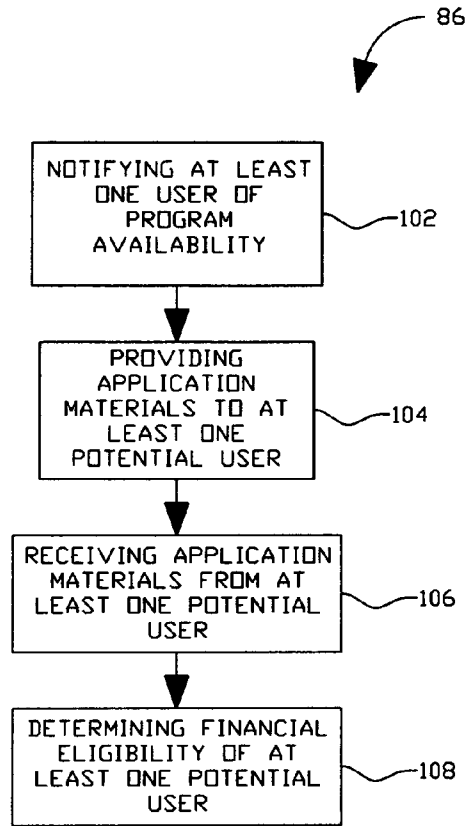 86
NOTIFYING AT LEAST
ONE USER OF
PROGRAM
AVAILABILITY
102
PROVIDING
APPLICATION
MATERIALS TO AT
LEAST ONE
POTENTIAL USER
104
RECEIVING APPLICATION
MATERIALS FROM AT
LEAST ONE POTENTIAL
USER
106
DETERMINING FINANCIAL
ELIGIBILITY OF AT
LEAST ONE POTENTIAL
USER
108